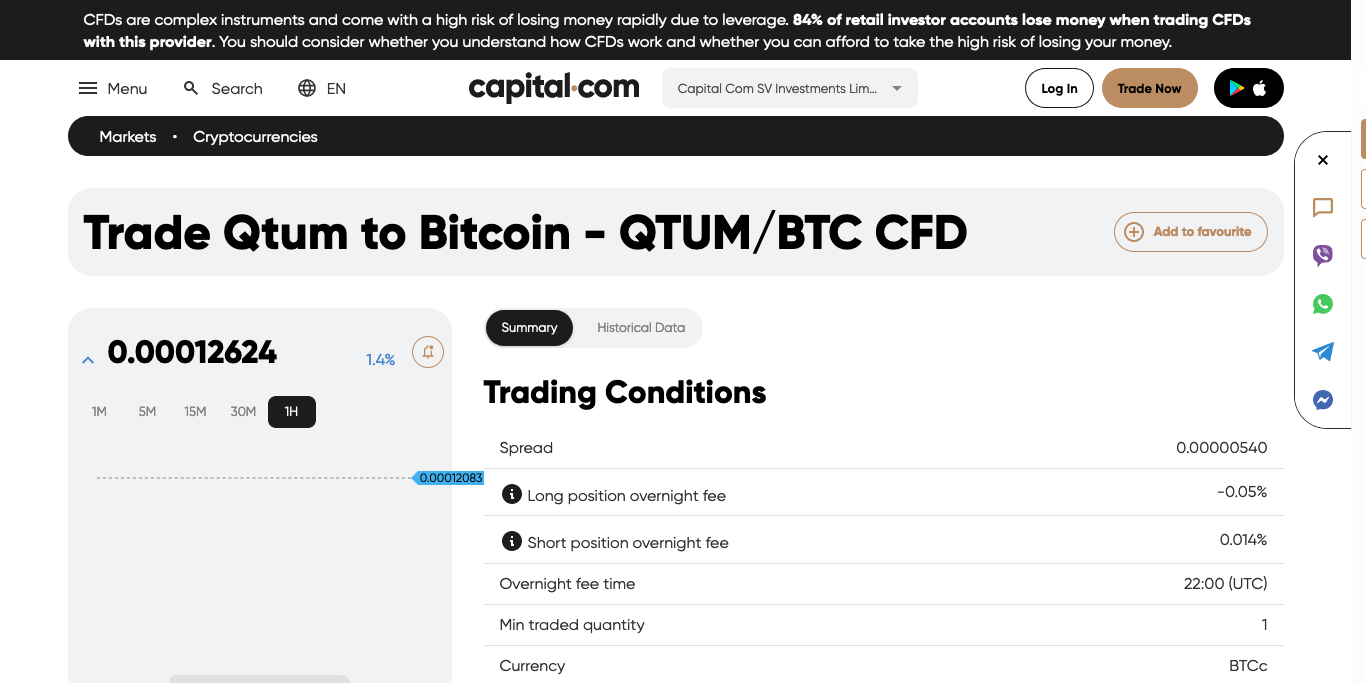 CFDs are complex instruments and come with a high risk of losing money rapidly due to leverage. 84% of retail investor accounts lose money when trading CFDs
with this provider. You should consider whether you understand how CFDs work and whether you can afford to take the high risk of losing your money.
Menu Search EN capital.com Capital Com SV Investments Lim... Log In Trade Now
Markets • Cryptocurrencies
Trade Qtum to Bitcoin - QTUM/BTC CFD
Add to favourite
0.00012624
1.4%
1M 5M 15M 30M 1H
0.00012083
Summary Historical Data
Trading Conditions
Spread 0.00000540
Long position overnight fee -0.05%
Short position overnight fee 0.014%
Overnight fee time 22:00 (UTC)
Min traded quantity 1
Currency BTCc